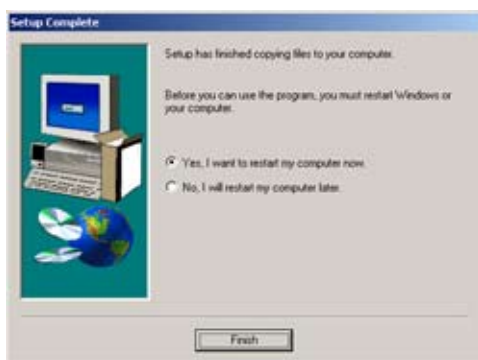 Setup Complete
Setup has finished copying files to your computer.
Before you can use the program, you must restart Windows or
your computer.
Yes, I want to restart my computer now.
No, I will restart my computer later.
Finish